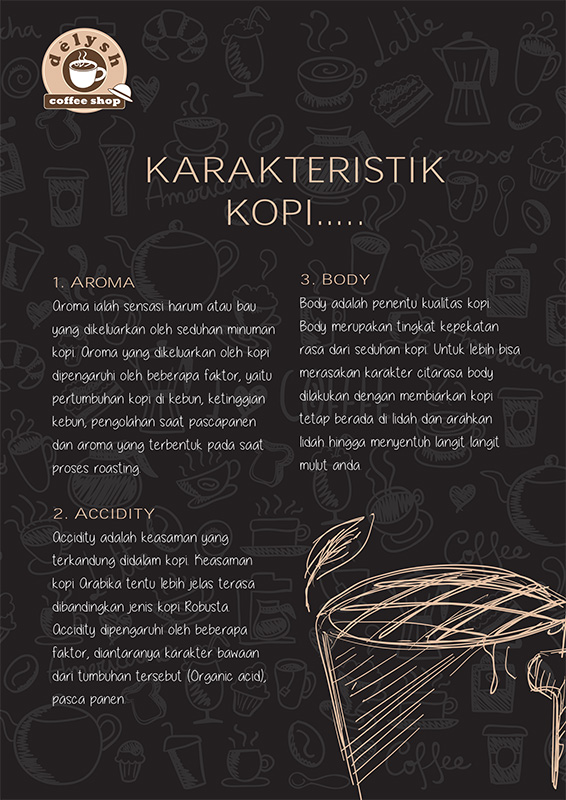 dèlysh
coffee shop
Latte
Espresso
Americano
KARAKTERISTIK
KOPI.....
1. AROMA
Aroma ialah sensasi harum atau bau
yang dikeluarkan oleh seduhan minuman
kopi. Aroma yang dikeluarkan oleh kopi
dipengaruhi oleh beberapa faktor, yaitu
pertumbuhan kopi di kebun, ketinggian
kebun, pengolahan saat pascapanen
dan aroma yang terbentuk pada saat
proses roasting.
2. ACCIDITY
Accidity adalah keasaman yang
terkandung didalam kopi. Keasaman
kopi Arabika tentu lebih jelas terasa
dibandingkan jenis kopi Robusta.
Accidity dipengaruhi oleh beberapa
faktor, diantaranya karakter bawaan
dari tumbuhan tersebut (Organic acid),
pasca panen.
3. BODY
Body adalah penentu kualitas kopi.
Body merupakan tingkat kepekatan
rasa dari seduhan kopi. Untuk lebih bisa
merasakan karakter citarasa body
dilakukan dengan membiarkan kopi
tetap berada di lidah dan arahkan
lidah hingga menyentuh langit langit
mulut anda.
Coffee
coffee